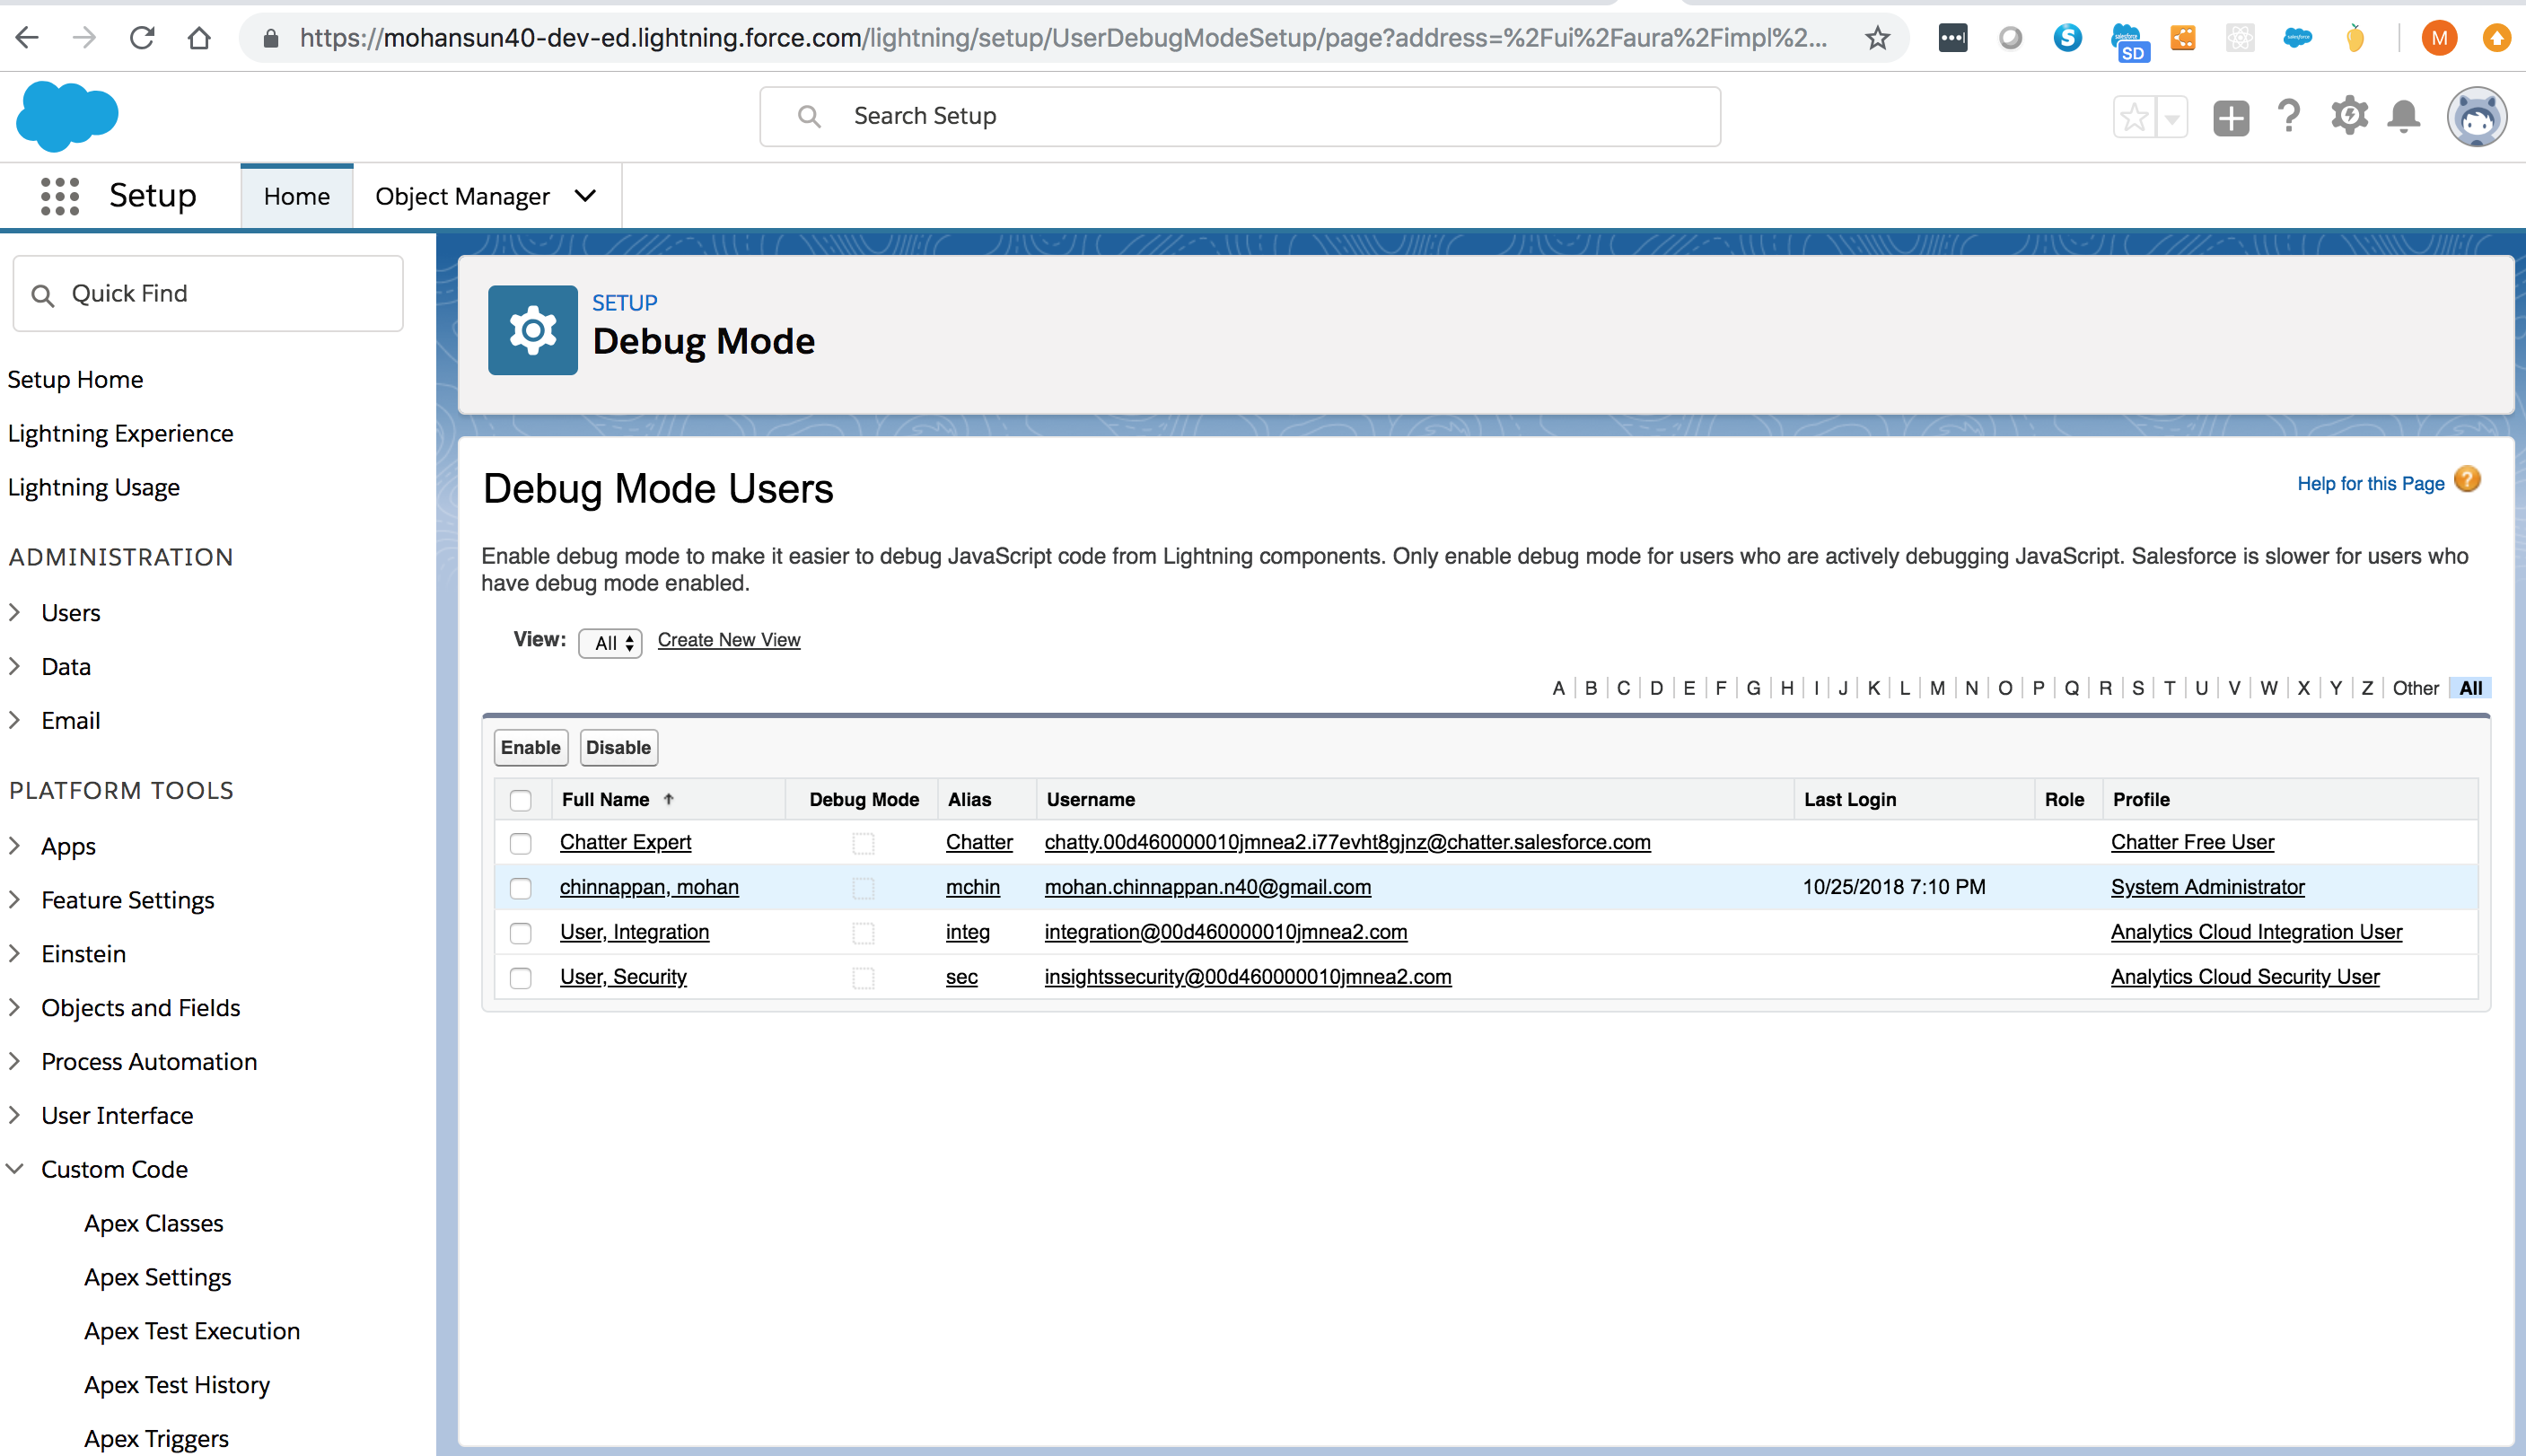 https://mohansun40-dev-ed.lightning.force.com/lightning/setup/UserDebugModeSetup/page?address=%2Fui%2Faura%2Fimpl%2...
S
salesforce
SD
salesforce
M
Search Setup
Setup
Home
Object Manager
Quick Find
Setup Home
Lightning Experience
Lightning Usage
ADMINISTRATION
Users
Data
Email
PLATFORM TOOLS
Apps
Feature Settings
Einstein
Objects and Fields
Process Automation
User Interface
Custom Code
Apex Classes
Apex Settings
Apex Test Execution
Apex Test History
Apex Triggers
SETUP
Debug Mode
Debug Mode Users
Help for this Page ?
Enable debug mode to make it easier to debug JavaScript code from Lightning components. Only enable debug mode for users who are actively debugging JavaScript. Salesforce is slower for users who
have debug mode enabled.
View: All Create New View
A | B | C | D | E | F | G | H | I | J | K | L | M | N | O | P | Q | R | S | T | U | V | W | X | Y | Z | Other | All
Enable Disable
Full Name Debug Mode Alias Username Last Login Role Profile
Chatter Expert Chatter chatty.00d460000010jmnea2.i77evht8gjnz@chatter.salesforce.com Chatter Free User
chinnappan, mohan mchin mohan.chinnappan.n40@gmail.com 10/25/2018 7:10 PM System Administrator
User, Integration integ integration@00d460000010jmnea2.com Analytics Cloud Integration User
User, Security sec insightssecurity@00d460000010jmnea2.com Analytics Cloud Security User